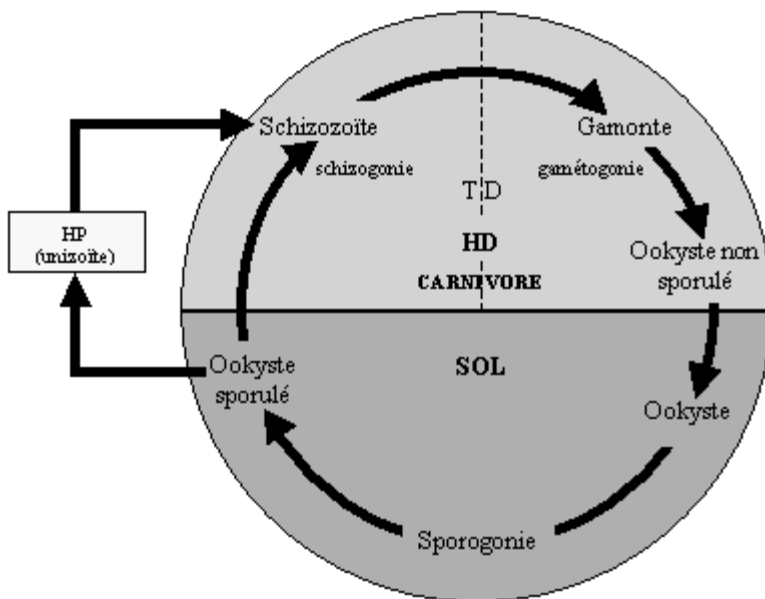 Schizozoïte
Gamonte
schizogonie
gamétogonie
TD
HP
(unizoïte)
HD
Ookyste non
sporulé
CARNIVORE
Ookyste
sporulé
SOL
Ookyste
Sporogonie